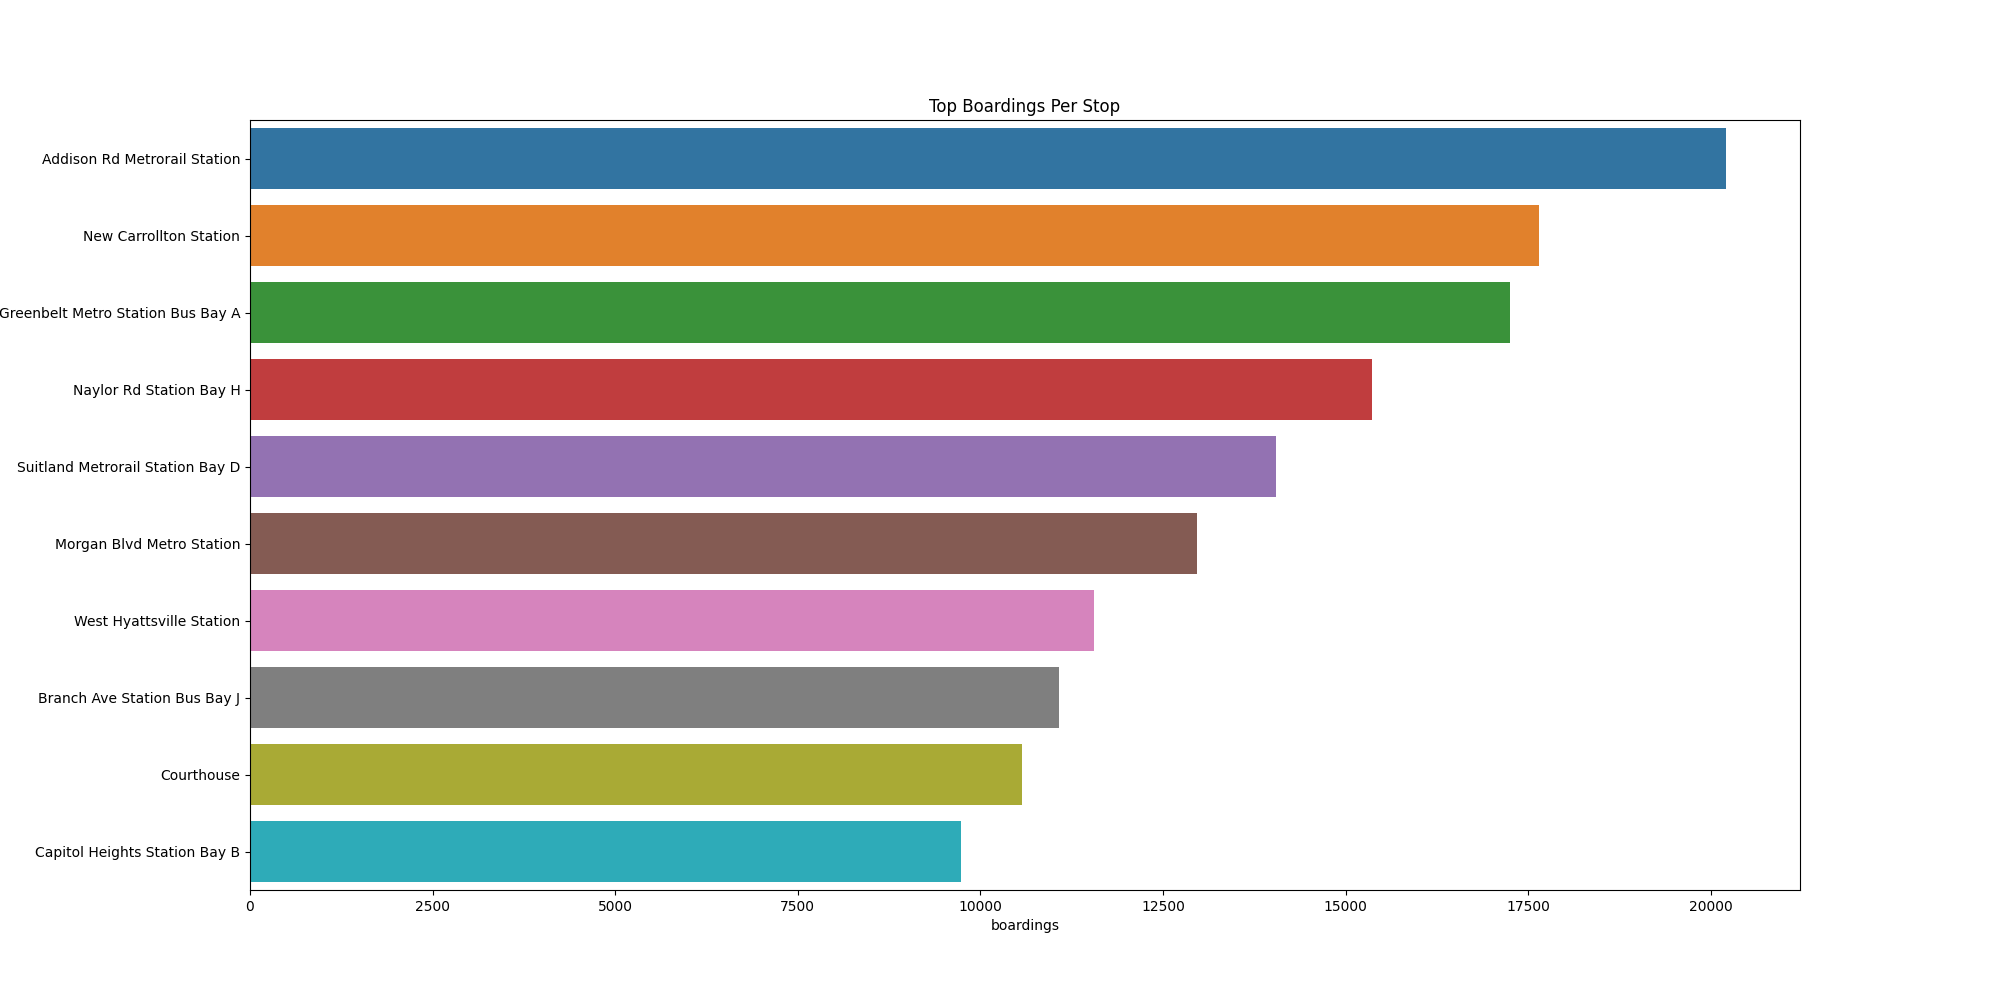 Top Boardings Per Stop
Addison Rd Metrorail Station
New Carrollton Station
Greenbelt Metro Station Bus Bay A
Naylor Rd Station Bay H
Suitland Metrorail Station Bay D
Morgan Blvd Metro Station
West Hyattsville Station
Branch Ave Station Bus Bay J
Courthouse
Capitol Heights Station Bay B
0 2500 5000 7500 10000 12500 15000 17500 20000
boardings